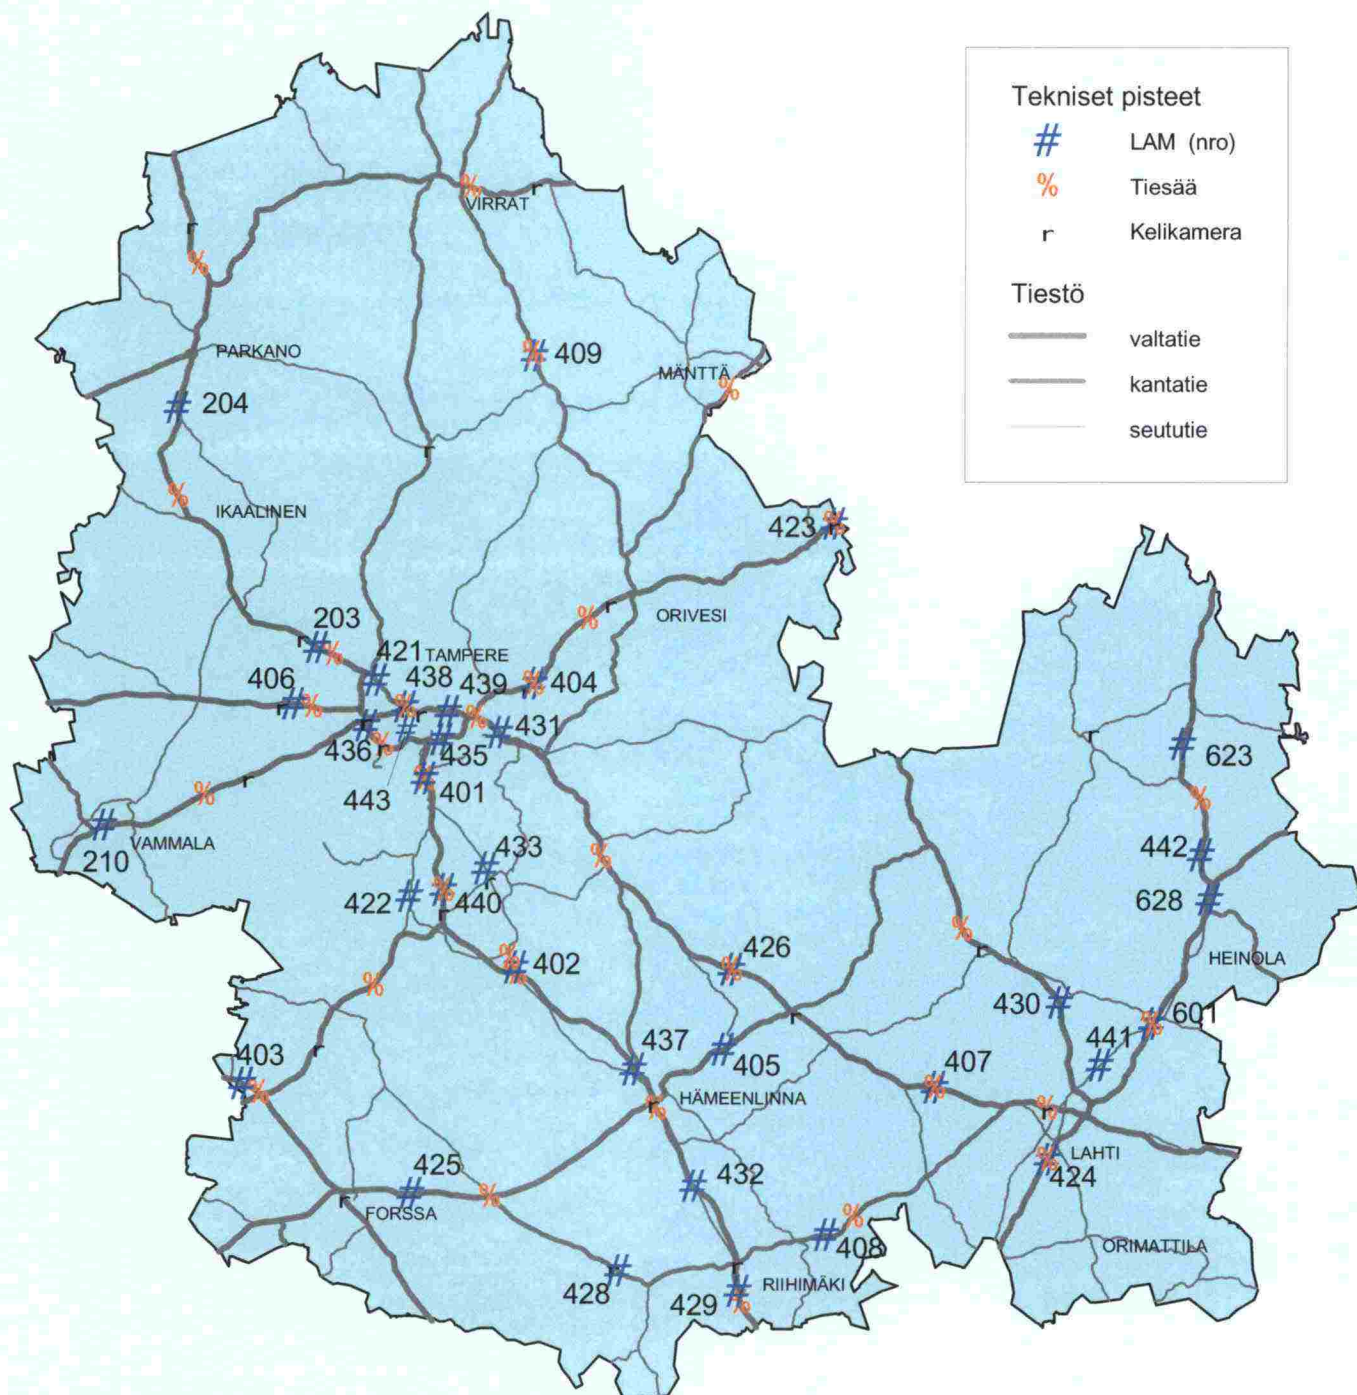 Tekniset pisteet
# LAM (nro)
% Tiesää
r Kelikamera
Tiestö
valtatie
kantatie
seututie
VIRRAT
PARKANO
409
MÄNTTÄ
204
IKAALINEN
423
ORIVESI
203
421
TAMPERE
406
438
439
404
431
436
435
443
401
623
VAMMALA
210
433
442
422
440
628
426
402
HEINOLA
430
601
441
437
405
403
407
HÄMEENLINNA
LAHTI
424
425
432
FORSSA
408
ORIMATTILA
428
429
RIIHIMÄKI